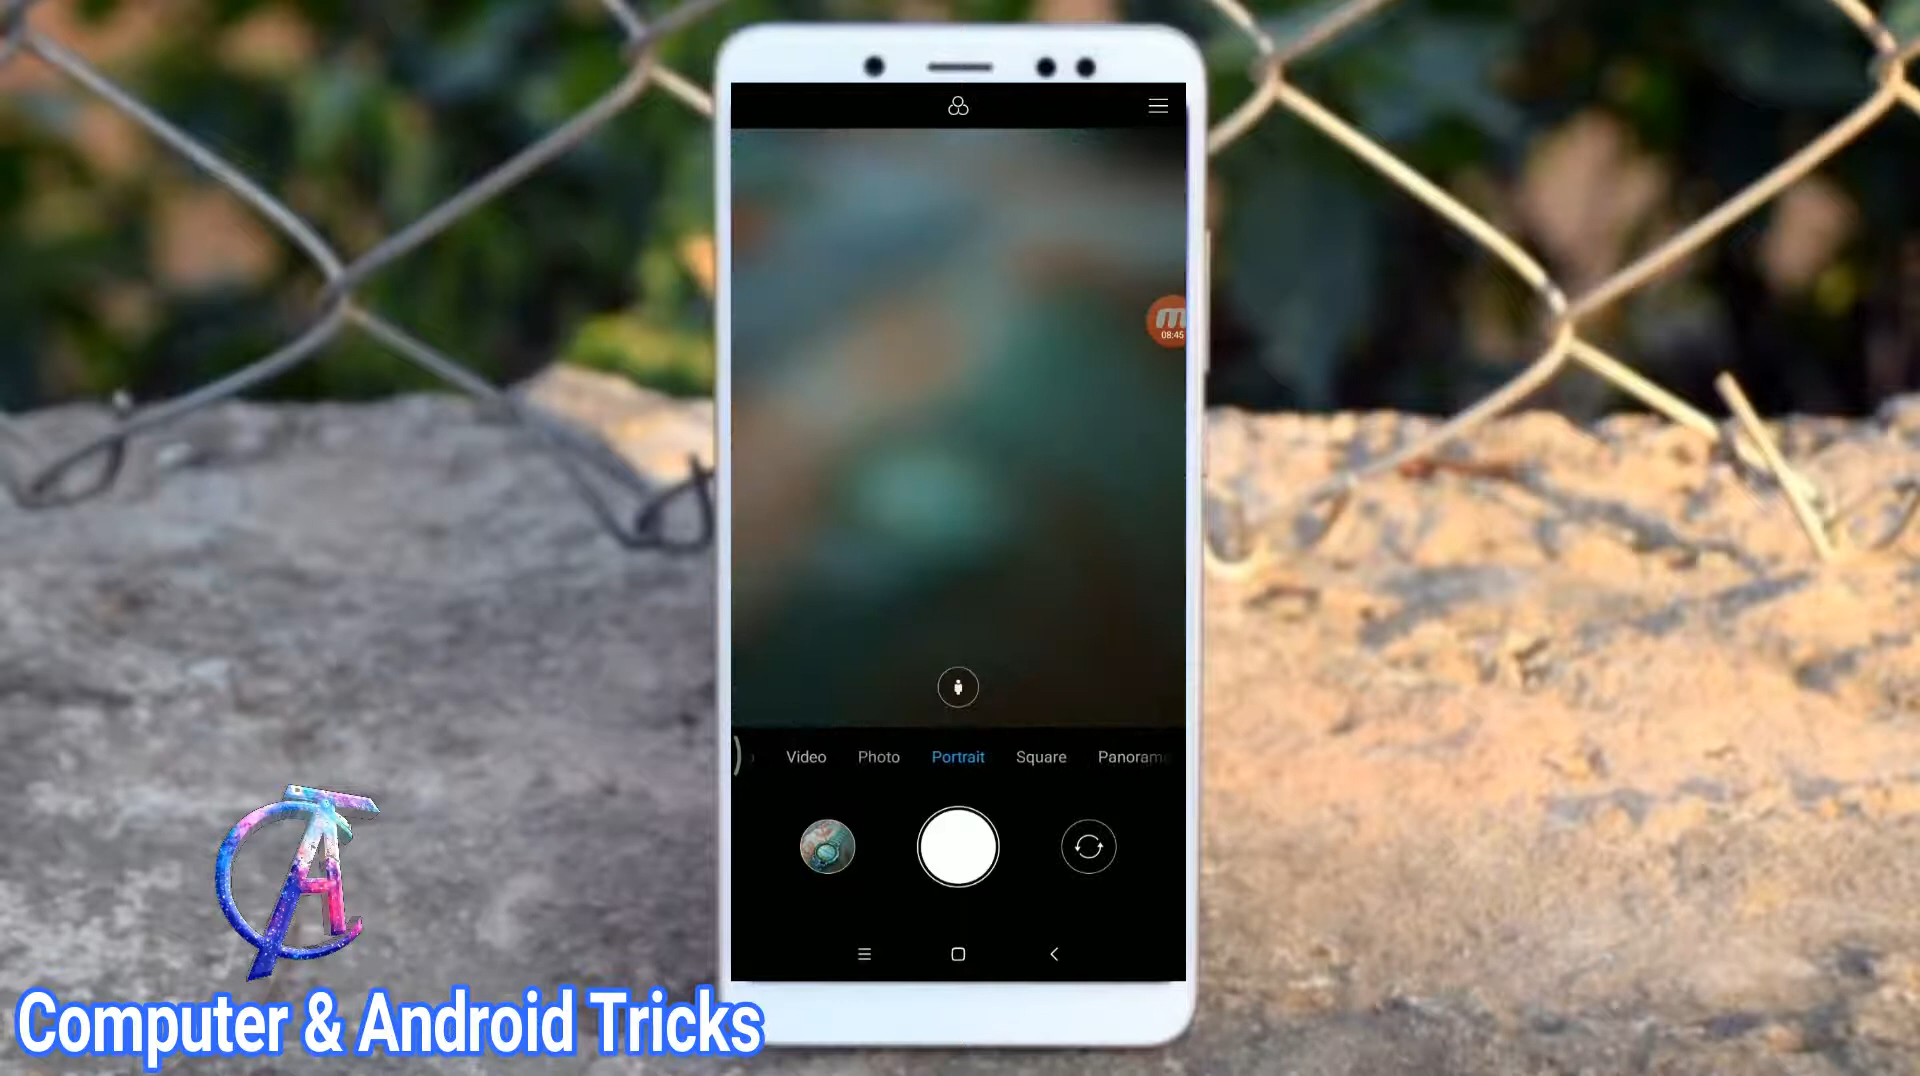 m
08:45
Video Photo Portrait Square Panoram
Computer & Android Tricks